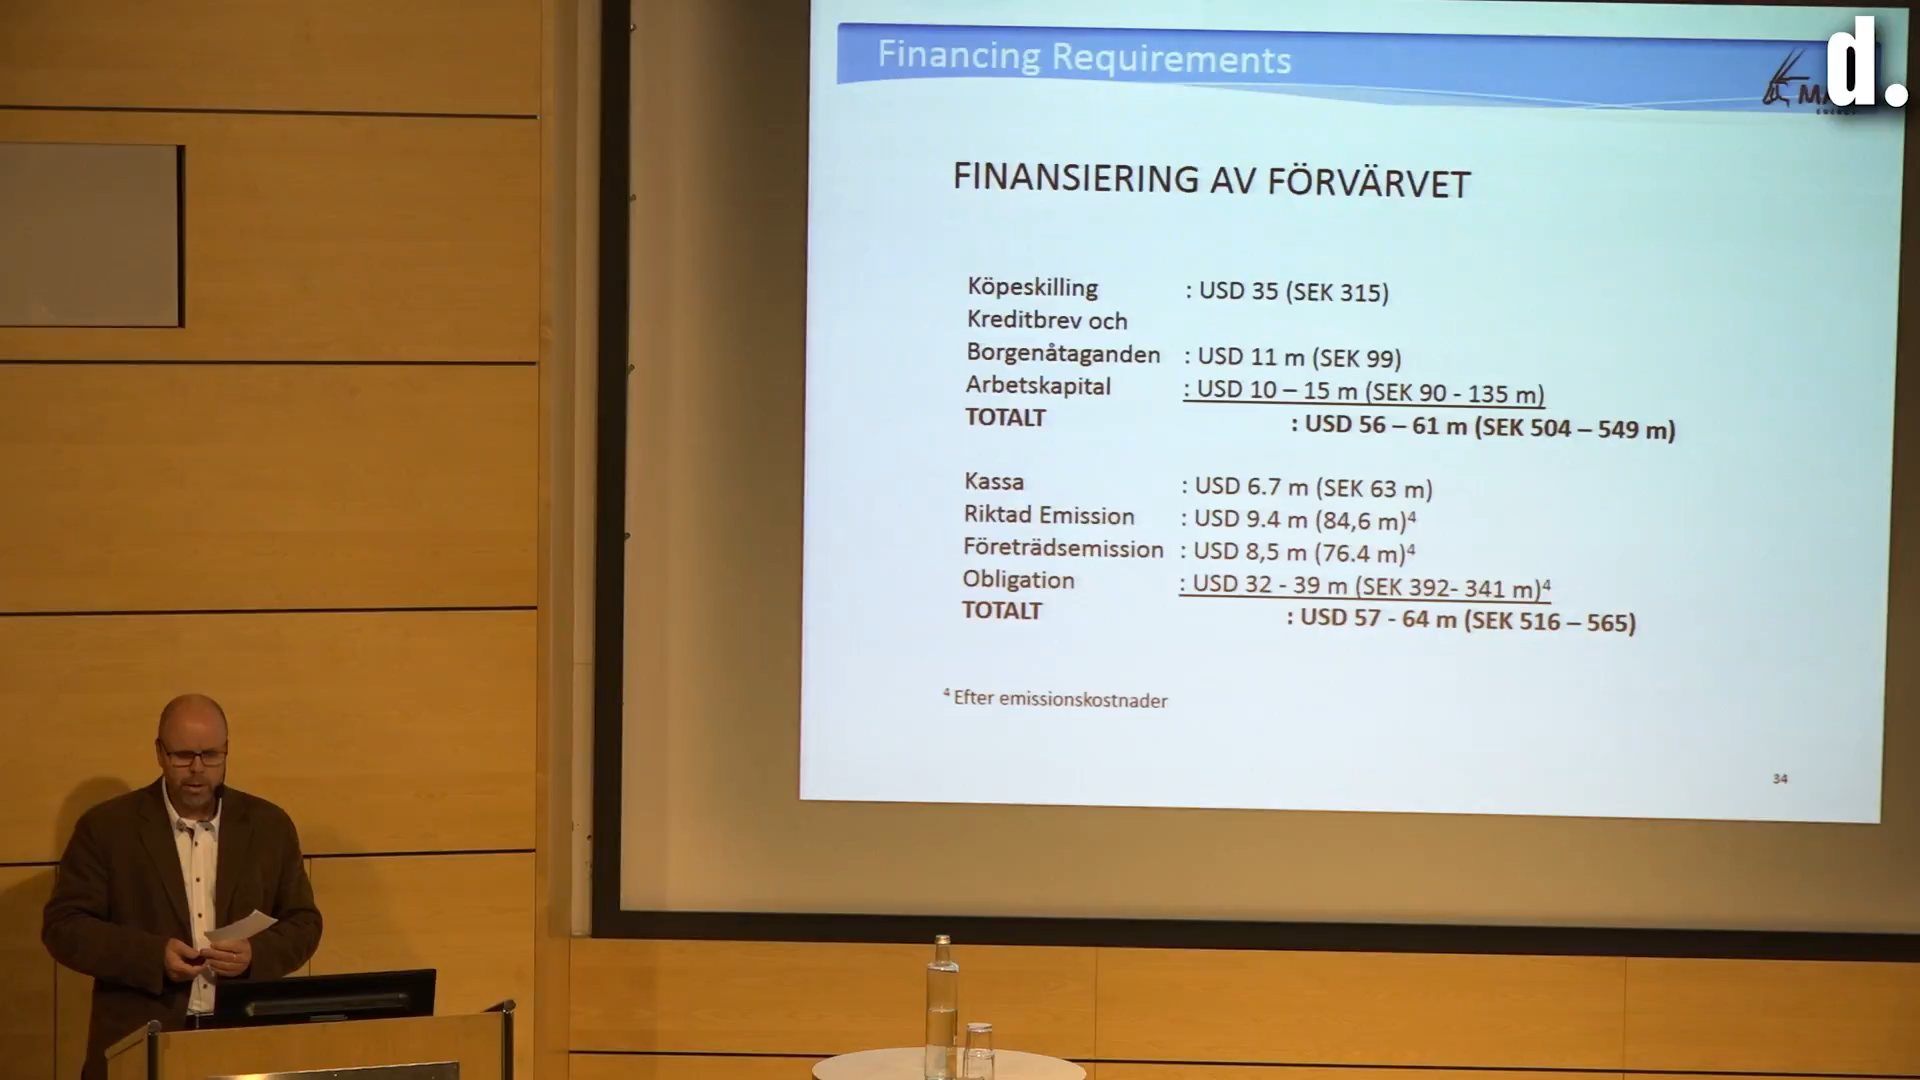 Financing Requirements
d.
FINANSIERING AV FÖRVÄRVET
Köpeskilling : USD 35 (SEK 315)
Kreditbrev och
Borgenåtaganden : USD 11 m (SEK 99)
Arbetskapital : USD 10 – 15 m (SEK 90 - 135 m)
TOTALT : USD 56 – 61 m (SEK 504 – 549 m)
Kassa : USD 6.7 m (SEK 63 m)
Riktad Emission : USD 9.4 m (84,6 m)⁴
Företrädsemission : USD 8,5 m (76.4 m)⁴
Obligation : USD 32 - 39 m (SEK 392- 341 m)⁴
TOTALT : USD 57 - 64 m (SEK 516 – 565)
⁴ Efter emissionskostnader
34